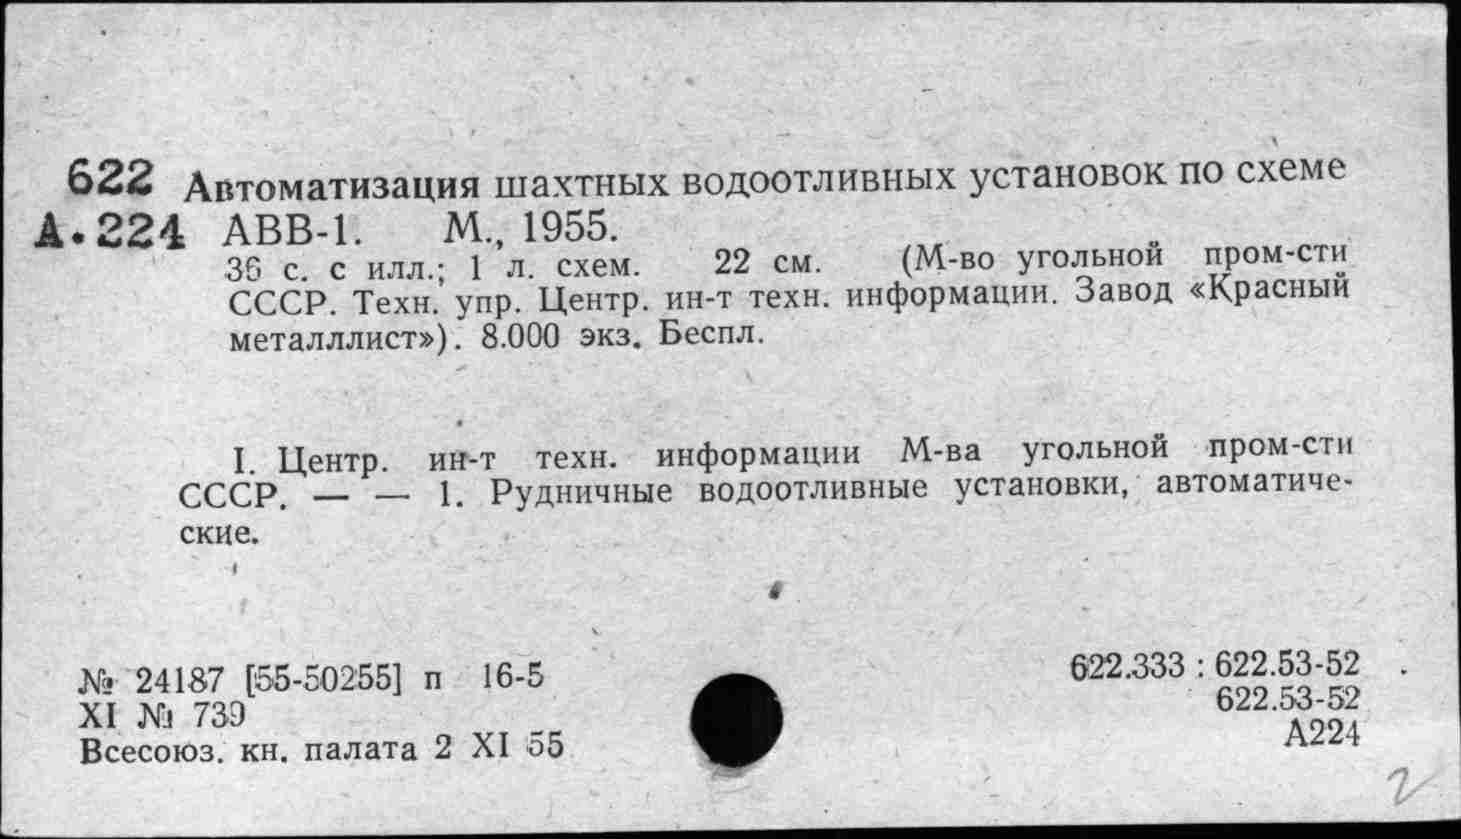 622 Автоматизация шахтных водоотливных установок по схеме
А.224 АВВ-1. М., 1955.
36 с. с илл.; 1 л. схем. 22 см. (М-во угольной пром-сти
СССР. Техн. упр. Центр. ин-т техн. информации. Завод «Красный
металллист»). 8.000 экз. Беспл.
I. Центр. ин-т техн. информации М-ва угольной пром-сти
СССР. — — 1. Рудничные водоотливные установки, автоматиче-
ские.
№ 24187 [55-50255] п 16-5
XI № 739
Всесоюз. кн. палата 2 XI 55
622.333 : 622.53-52
622.53-52
А224
2